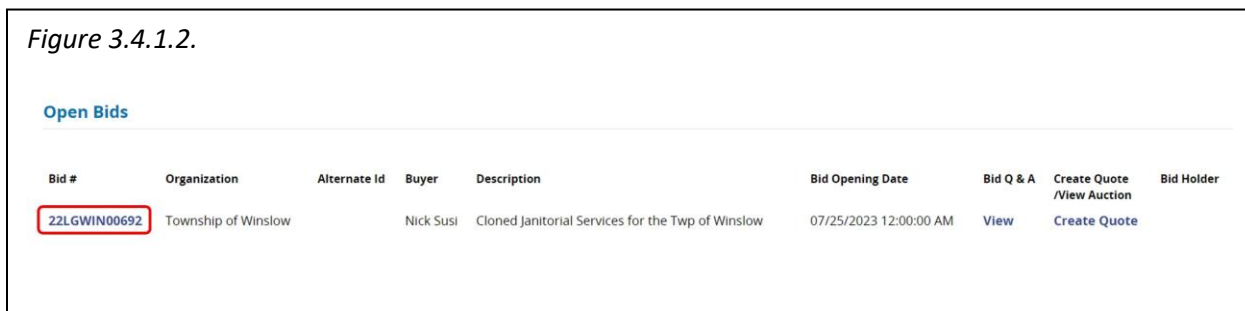 Figure 3.4.1.2.
Open Bids
Bid # Organization Alternate Id Buyer Description Bid Opening Date Bid Q & A Create Quote Bid Holder
/View Auction
22LGWIN00692 Township of Winslow Nick Susi Cloned Janitorial Services for the Twp of Winslow 07/25/2023 12:00:00 AM View Create Quote